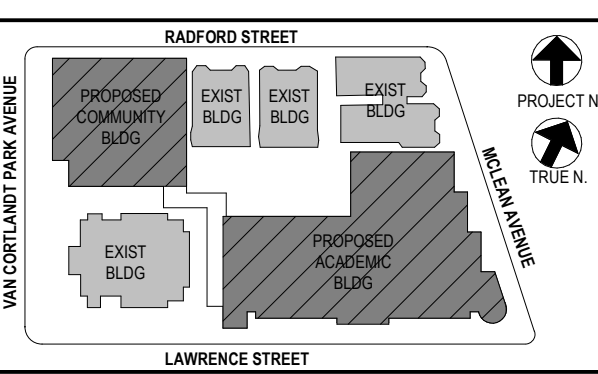 RADFORD STREET
VAN CORTLANDT PARK AVENUE
PROPOSED
COMMUNITY
BLDG
EXIST
BLDG
EXIST
BLDG
EXIST
BLDG
PROJECT N
TRUE N.
MCLEAN AVENUE
EXIST
BLDG
PROPOSED
ACADEMIC
BLDG
LAWRENCE STREET